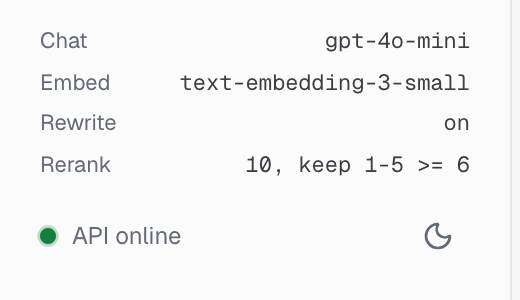 Chat gpt-4o-mini
Embed text-embedding-3-small
Rewrite on
Rerank 10, keep 1-5 >= 6
API online